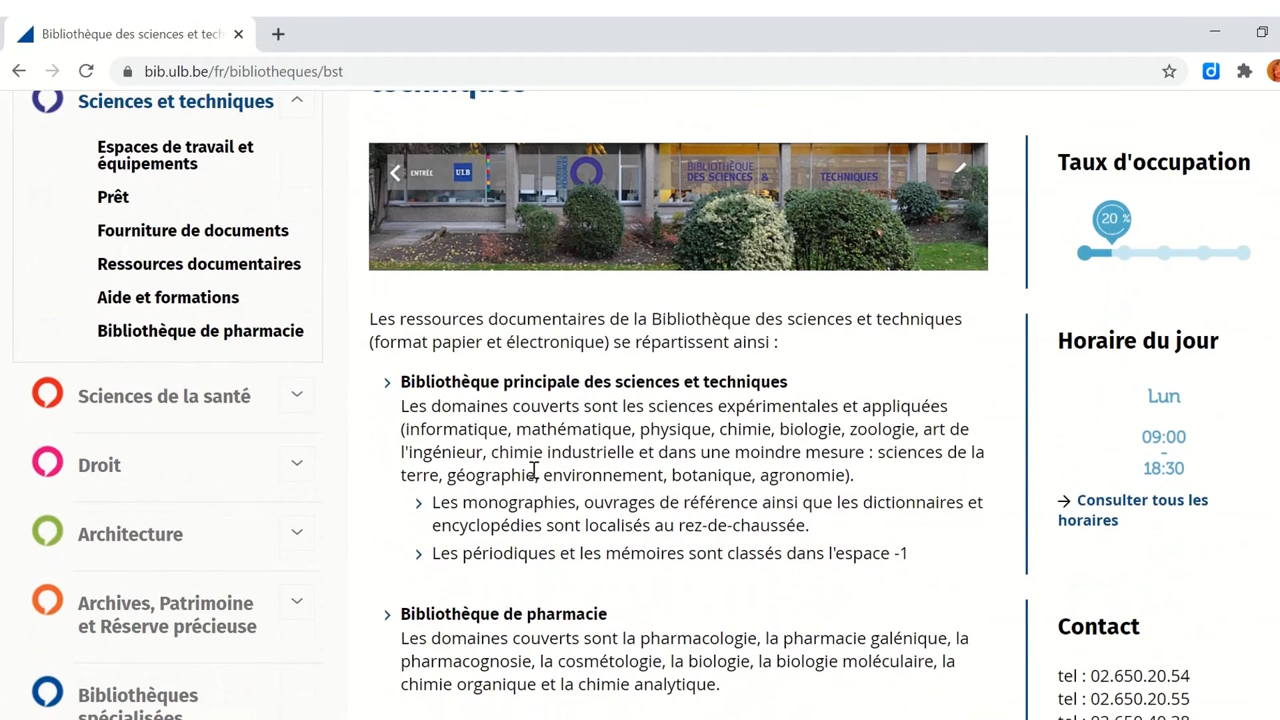 Bibliothèque des sciences et tech
bib.ulb.be/fr/bibliotheques/bst
Sciences et techniques
Espaces de travail et
équipements
Prêt
Fourniture de documents
Ressources documentaires
Aide et formations
Bibliothèque de pharmacie
Sciences de la santé
Droit
Architecture
Archives, Patrimoine
et Réserve précieuse
Bibliothèques
spécialisées
techniques
ENTRÉE
ULB
BIBLIOTHÈQUE
DES SCIENCES &
TECHNIQUES
Les ressources documentaires de la Bibliothèque des sciences et techniques
(format papier et électronique) se répartissent ainsi :
Bibliothèque principale des sciences et techniques
Les domaines couverts sont les sciences expérimentales et appliquées
(informatique, mathématique, physique, chimie, biologie, zoologie, art de
l'ingénieur, chimie industrielle et dans une moindre mesure : sciences de la
terre, géographie, environnement, botanique, agronomie).
Les monographies, ouvrages de référence ainsi que les dictionnaires et
encyclopédies sont localisés au rez-de-chaussée.
Les périodiques et les mémoires sont classés dans l'espace -1
Bibliothèque de pharmacie
Les domaines couverts sont la pharmacologie, la pharmacie galénique, la
pharmacognosie, la cosmétologie, la biologie, la biologie moléculaire, la
chimie organique et la chimie analytique.
Taux d'occupation
20 %
Horaire du jour
Lun
09:00
-
18:30
Consulter tous les
horaires
Contact
tel : 02.650.20.54
tel : 02.650.20.55